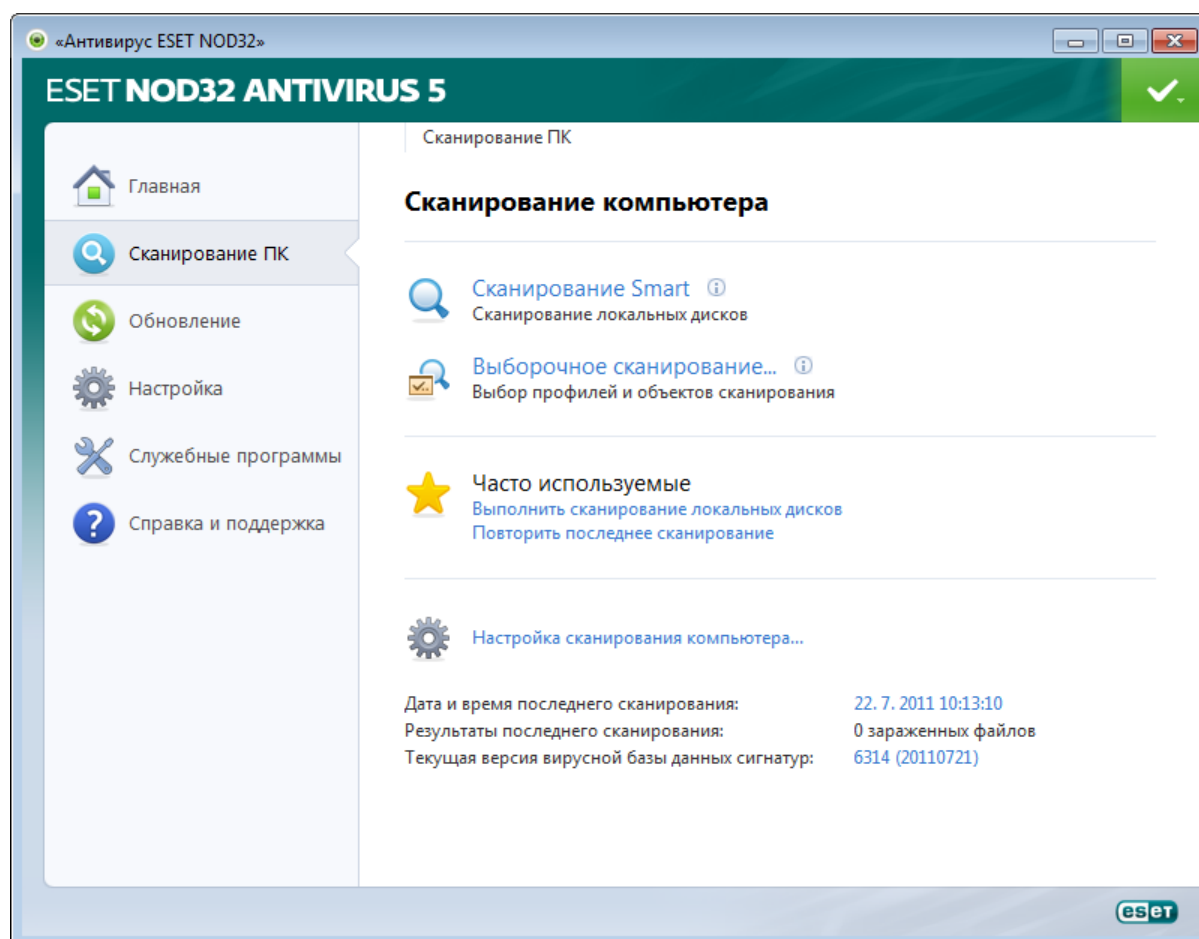 «Антивирус ESET NOD32»
ESET NOD32 ANTIVIRUS 5
Главная
Сканирование ПК
Обновление
Настройка
Служебные программы
Справка и поддержка
Сканирование ПК
Сканирование компьютера
Сканирование Smart
Сканирование локальных дисков
Выборочное сканирование...
Выбор профилей и объектов сканирования
Часто используемые
Выполнить сканирование локальных дисков
Повторить последнее сканирование
Настройка сканирования компьютера...
Дата и время последнего сканирования: 22. 7. 2011 10:13:10
Результаты последнего сканирования: 0 зараженных файлов
Текущая версия вирусной базы данных сигнатур: 6314 (20110721)
eset